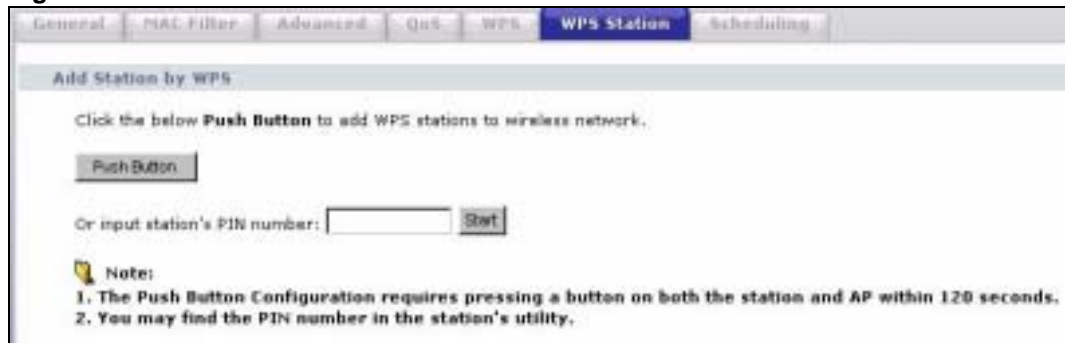 General MAC Filter Advanced QoS WPS WPS Station Scheduling
Add Station by WPS
Click the below Push Button to add WPS stations to wireless network.
Push Button
Or input station's PIN number: Start
Note:
1. The Push Button Configuration requires pressing a button on both the station and AP within 120 seconds.
2. You may find the PIN number in the station's utility.